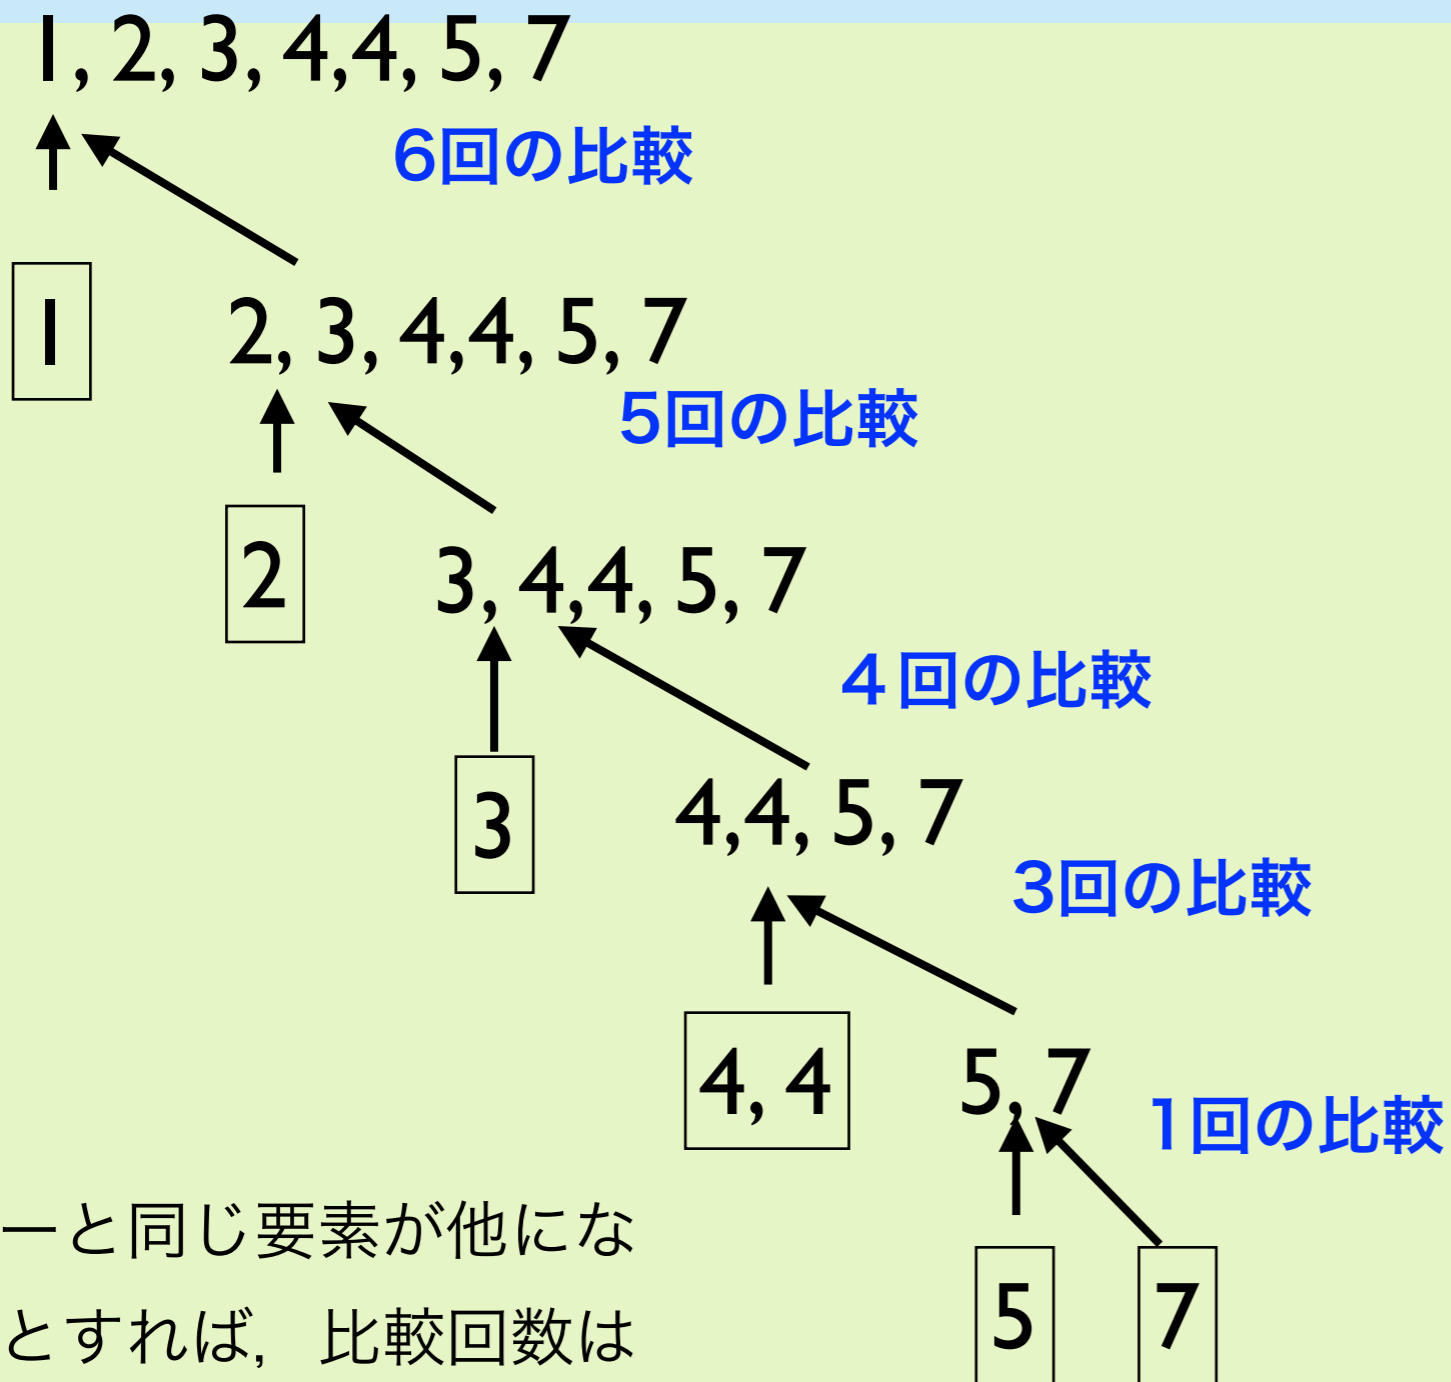 1, 2, 3, 4,4, 5, 7
6回の比較
1
2, 3, 4,4, 5, 7
5回の比較
2
3, 4,4, 5, 7
４回の比較
3
4,4, 5, 7
3回の比較
4, 4
5, 7
1回の比較
ーと同じ要素が他にな
とすれば，比較回数は
5
7